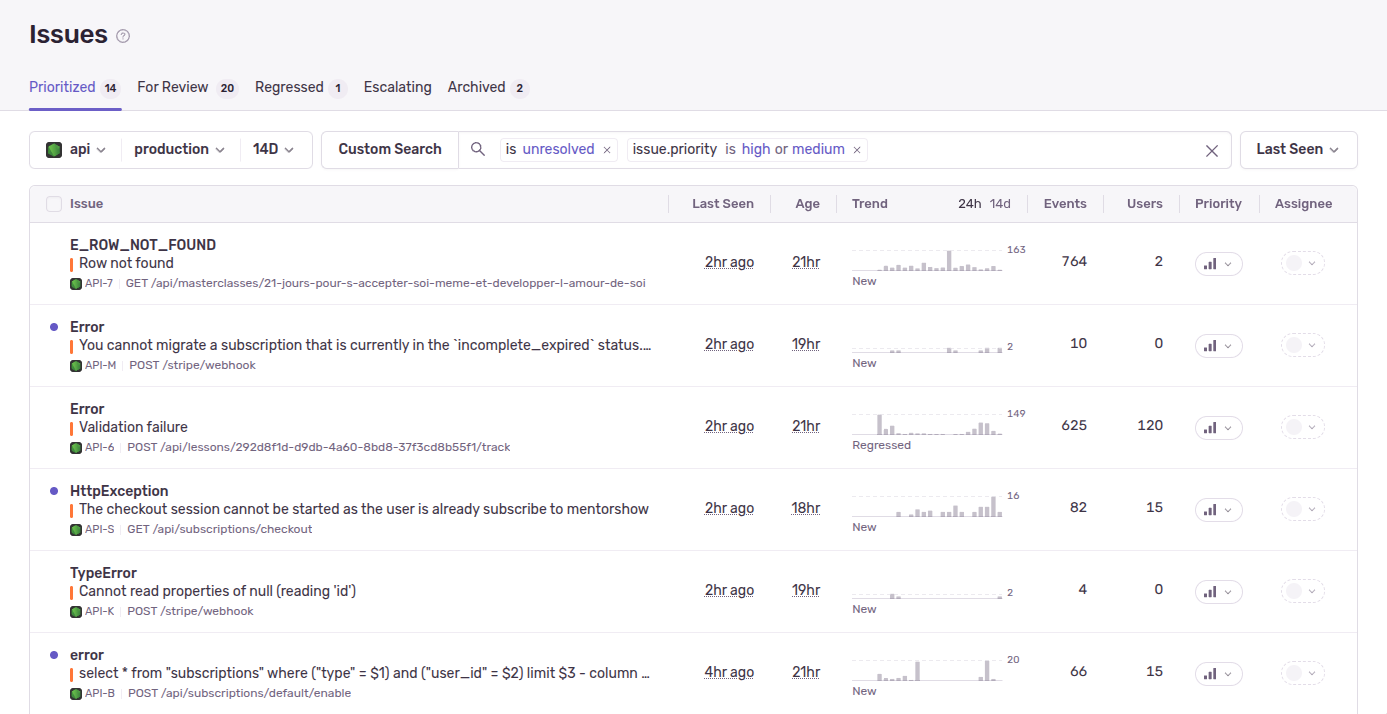 Issues ?
Prioritized 14 For Review 20 Regressed 1 Escalating Archived 2
api production 14D Custom Search is unresolved × issue.priority is high or medium × Last Seen
Issue Last Seen Age Trend 24h 14d Events Users Priority Assignee
E_ROW_NOT_FOUND
Row not found
API-7 GET /api/masterclasses/21-jours-pour-s-accepter-soi-meme-et-developper-l-amour-de-soi
2hr ago 21hr 163 New 764 2
Error
You cannot migrate a subscription that is currently in the `incomplete_expired` status....
API-M POST /stripe/webhook
2hr ago 19hr 2 New 10 0
Error
Validation failure
API-6 POST /api/lessons/292d8f1d-d9db-4a60-8bd8-37f3cd8b55f1/track
2hr ago 21hr 149 Regressed 625 120
HttpException
The checkout session cannot be started as the user is already subscribe to mentorshow
API-S GET /api/subscriptions/checkout
2hr ago 18hr 16 New 82 15
TypeError
Cannot read properties of null (reading 'id')
API-K POST /stripe/webhook
2hr ago 19hr 2 New 4 0
error
select * from "subscriptions" where ("type" = $1) and ("user_id" = $2) limit $3 - column ...
API-B POST /api/subscriptions/default/enable
4hr ago 21hr 20 New 66 15